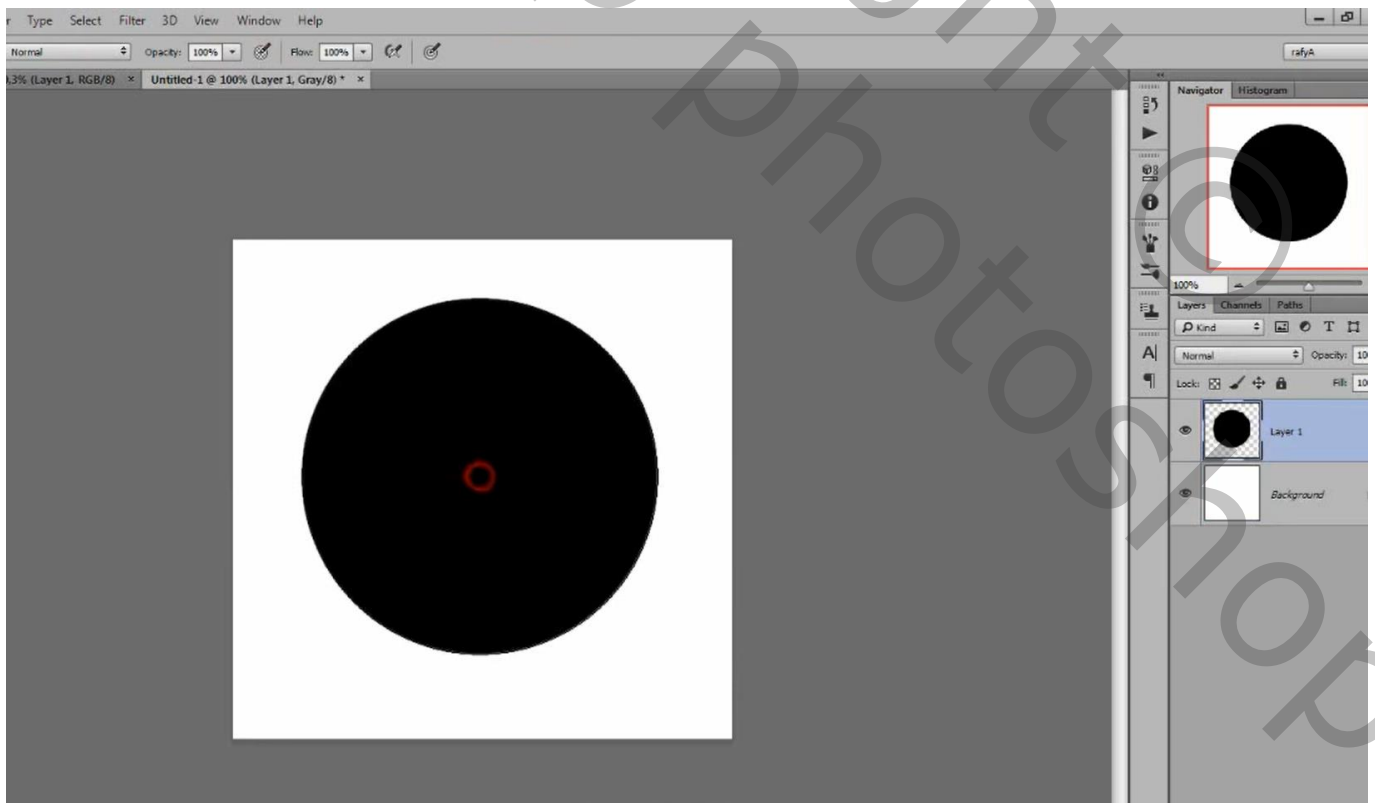 Type Select Filter 3D View Window Help
Normal Opacity: 100% Flow: 100% rafyA
(Layer 1, RGB/8) × Untitled-1 @ 100% (Layer 1, Gray/8) * ×
Navigator Histogram
100%
Layers Channels Paths
Kind T
Normal Opacity:
Lock: Fill:
A
Layer 1
Background
©
photoshop